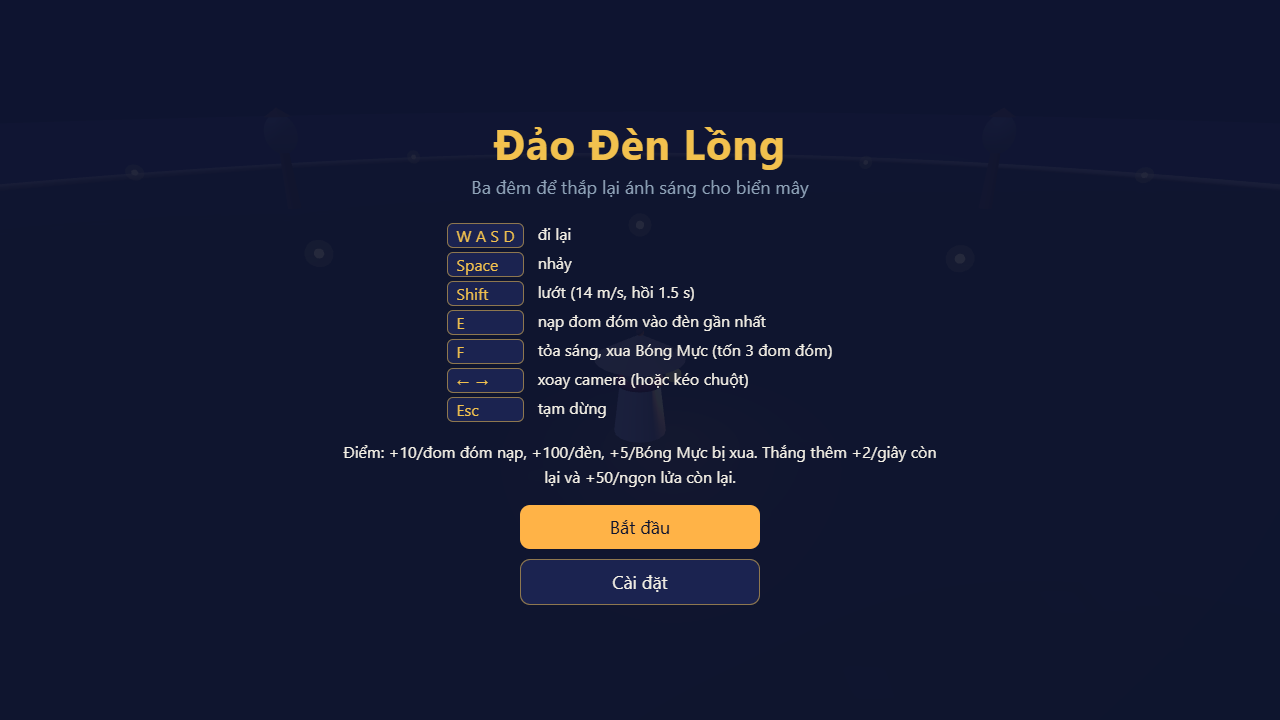 Đảo Đèn Lồng
Ba đêm để thắp lại ánh sáng cho biển mây
W A S D đi lại
Space nhảy
Shift lướt (14 m/s, hồi 1.5 s)
E nạp đom đóm vào đèn gần nhất
F tỏa sáng, xua Bóng Mực (tốn 3 đom đóm)
← → xoay camera (hoặc kéo chuột)
Esc tạm dừng
Điểm: +10/đom đóm nạp, +100/đèn, +5/Bóng Mực bị xua. Thắng thêm +2/giây còn
lại và +50/ngọn lửa còn lại.
Bắt đầu
Cài đặt